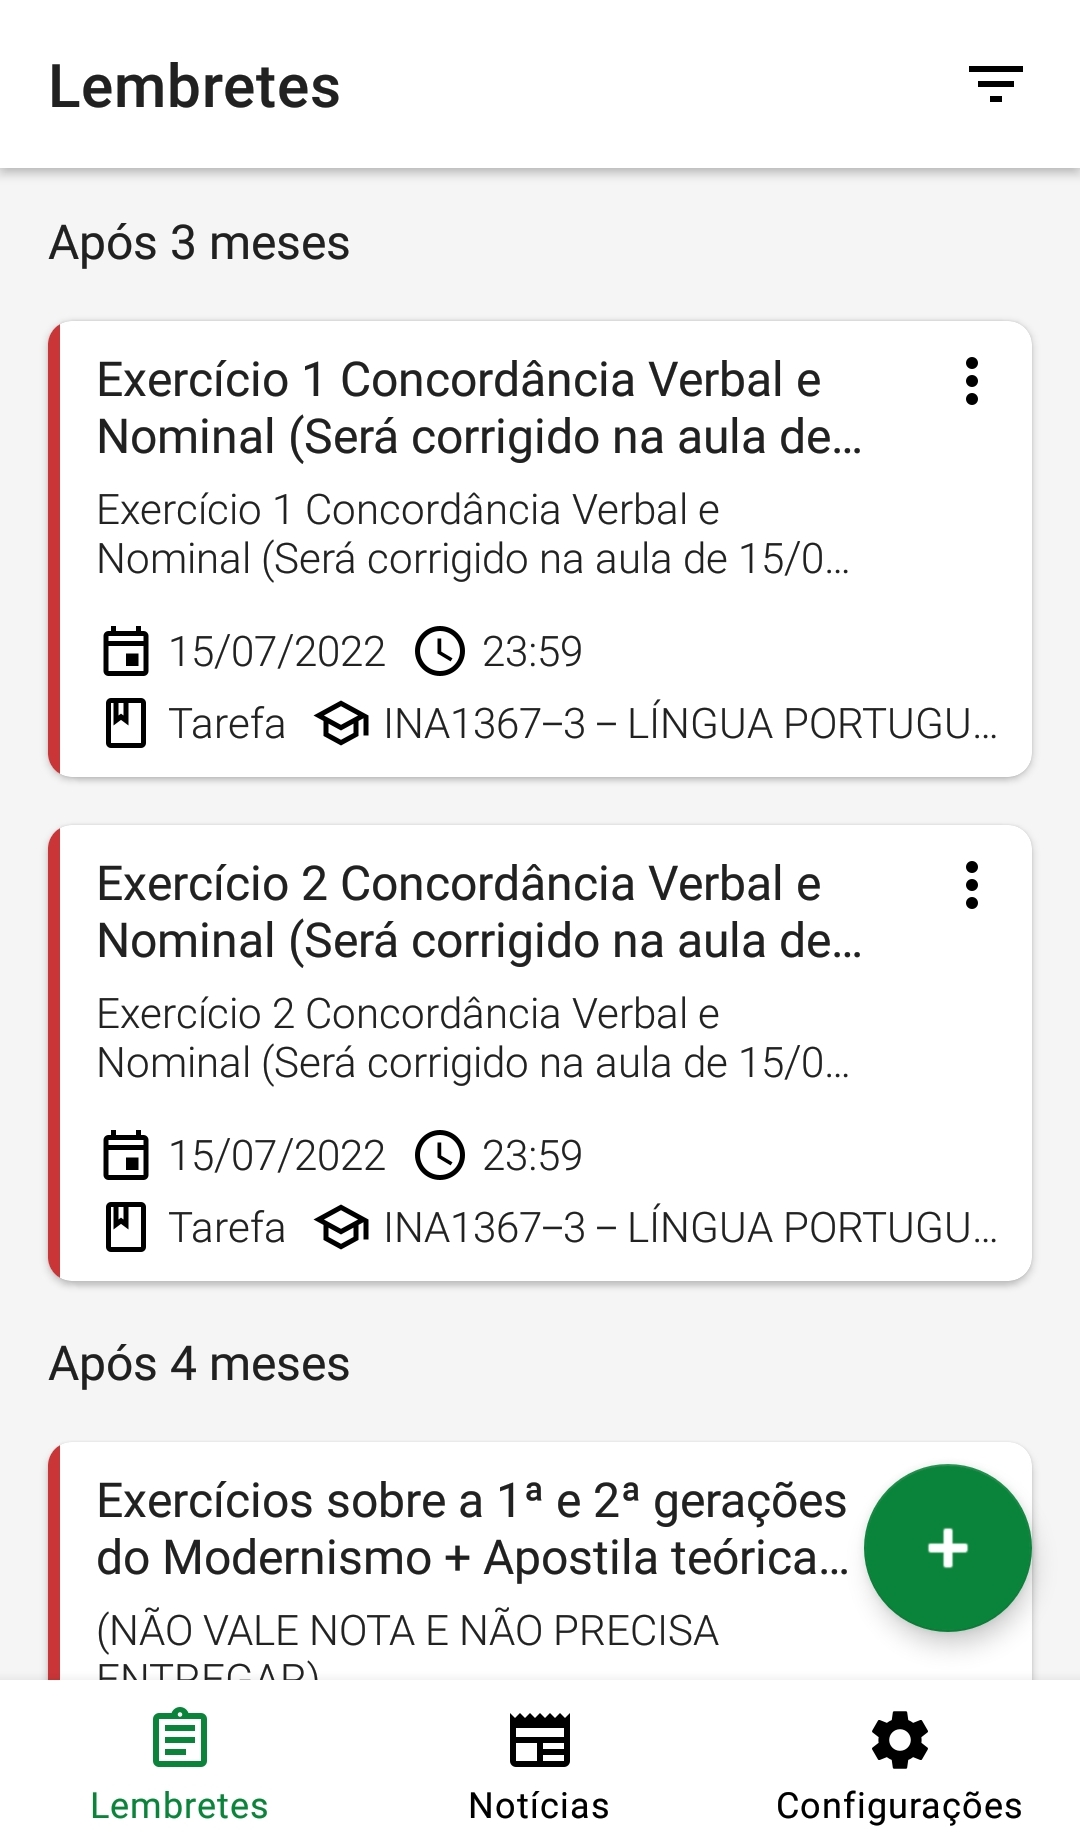 Lembretes
Após 3 meses
Exercício 1 Concordância Verbal e
Nominal (Será corrigido na aula de...
Exercício 1 Concordância Verbal e
Nominal (Será corrigido na aula de 15/0...
15/07/2022 23:59
Tarefa INA1367–3 – LÍNGUA PORTUGU...
Exercício 2 Concordância Verbal e
Nominal (Será corrigido na aula de...
Exercício 2 Concordância Verbal e
Nominal (Será corrigido na aula de 15/0...
15/07/2022 23:59
Tarefa INA1367–3 – LÍNGUA PORTUGU...
Após 4 meses
Exercícios sobre a 1ª e 2ª gerações
do Modernismo + Apostila teórica...
(NÃO VALE NOTA E NÃO PRECISA
ENTREGAR)
Lembretes Notícias Configurações